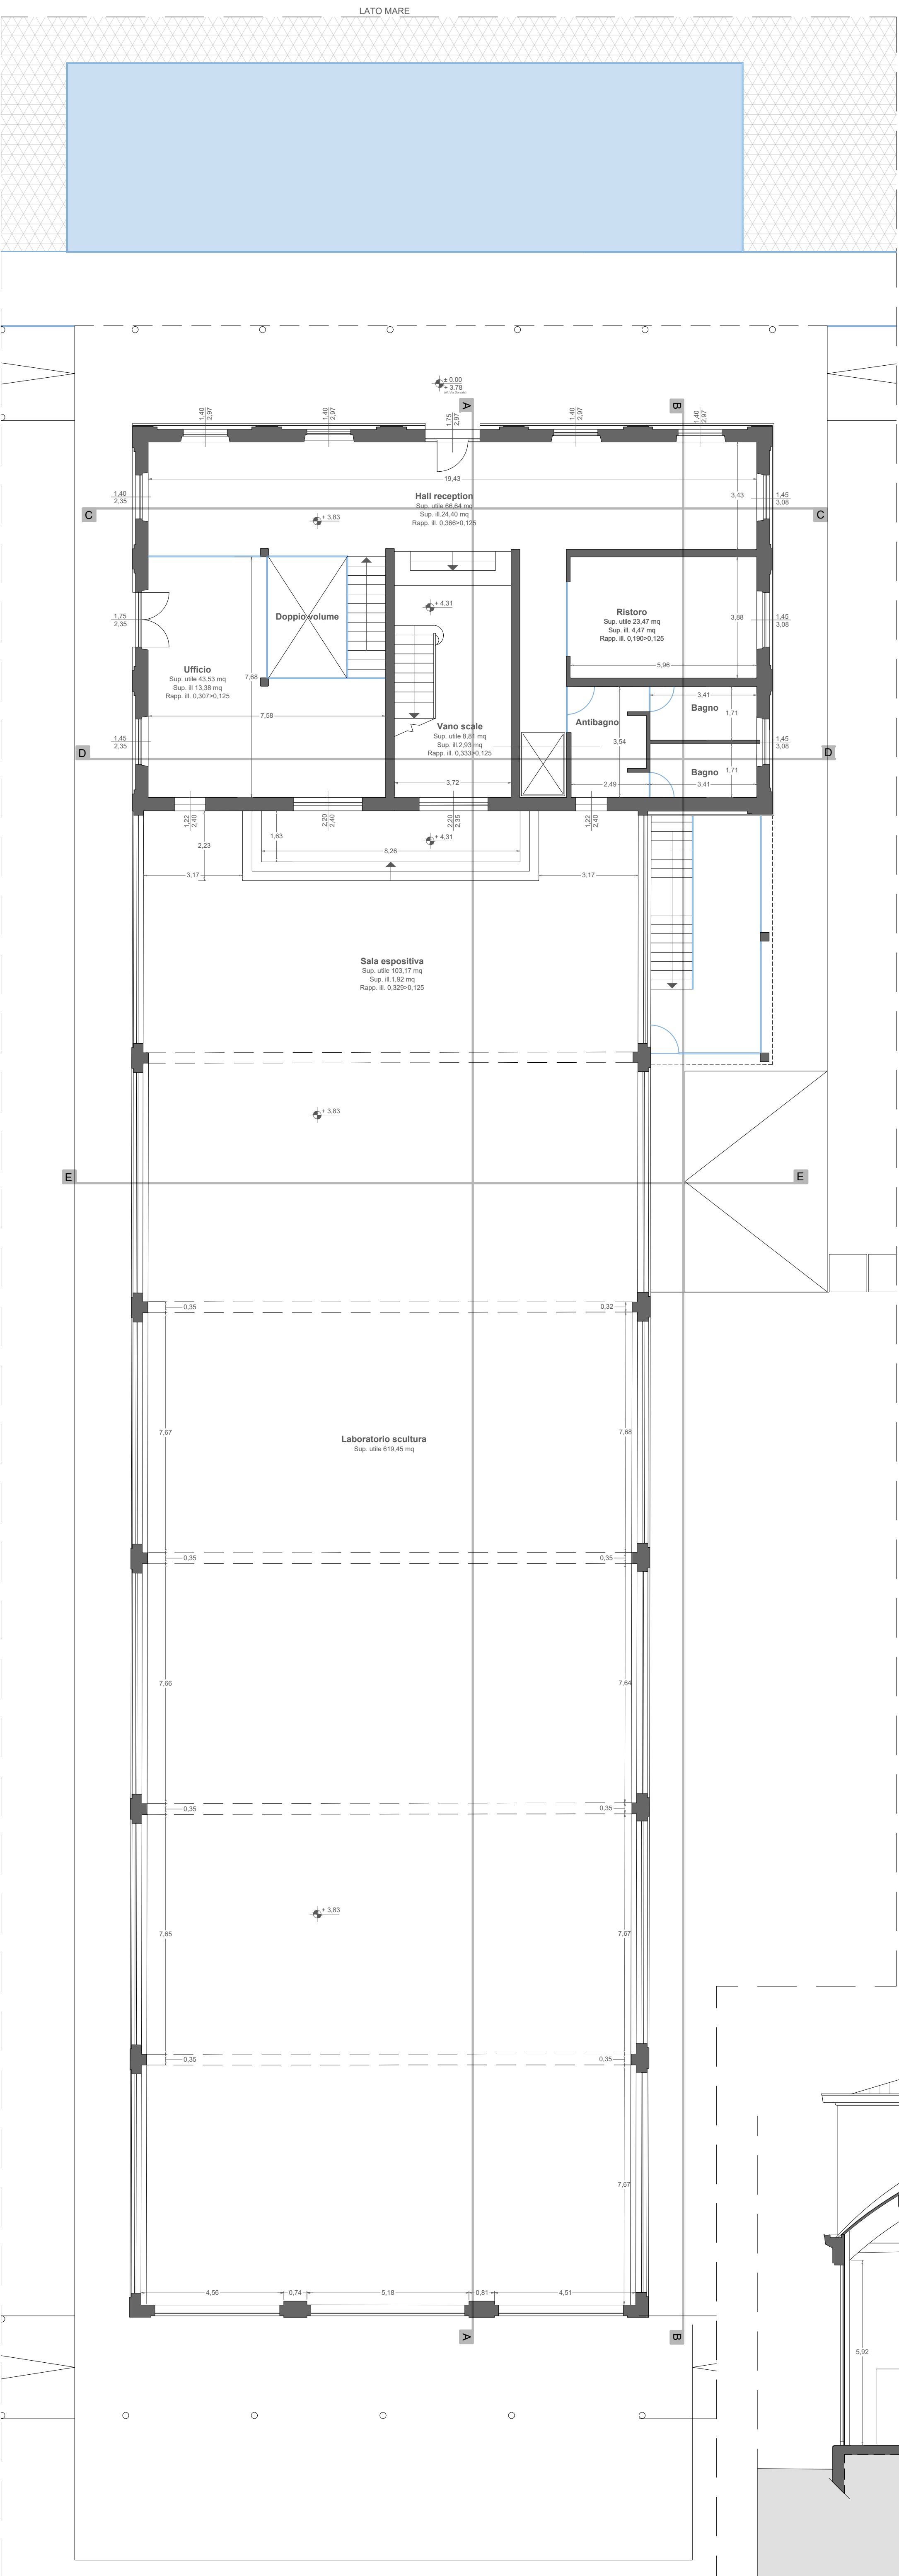 LATO MARE
± 0.00
+ 3.78
A
B
1,40
2,97
1,40
2,97
1,75
2,97
1,40
2,97
1,40
2,97
19,43
Hall reception
Sup. utile 66,64 mq
Sup. ill.24,40 mq
Rapp. ill. 0,366>0,125
3,43
1,40
2,35
1,45
2,35
C
C
+ 3,83
Doppio volume
+ 4,31
Ristoro
Sup. utile 23,47 mq
Sup. ill. 4,47 mq
Rapp. ill. 0,190>0,125
3,88
5,96
1,75
2,35
1,45
3,08
Ufficio
Sup. utile 43,53 mq
Sup. ill 13,38 mq
Rapp. ill. 0,307>0,125
7,68
7,58
Vano scale
Sup. utile 8,81 mq
Sup. ill.2,93 mq
Rapp. ill. 0,333>0,125
3,72
Antibagno
3,54
2,49
3,41
Bagno
1,71
Bagno
1,71
3,41
1,45
2,35
1,45
3,08
D
D
1,22
2,40
2,20
2,40
2,20
2,35
1,22
2,40
2,23
1,63
+ 4,31
8,26
3,17
3,17
Sala espositiva
Sup. utile 103,17 mq
Sup. ill.1,92 mq
Rapp. ill. 0,329>0,125
+ 3,83
E
E
0,35
0,32
7,67
7,68
Laboratorio scultura
Sup. utile 619,45 mq
0,35
0,35
7,66
7,64
0,35
0,35
+ 3,83
7,65
7,67
0,35
0,35
7,67
4,56
0,74
5,18
0,81
4,51
A
B
5,92